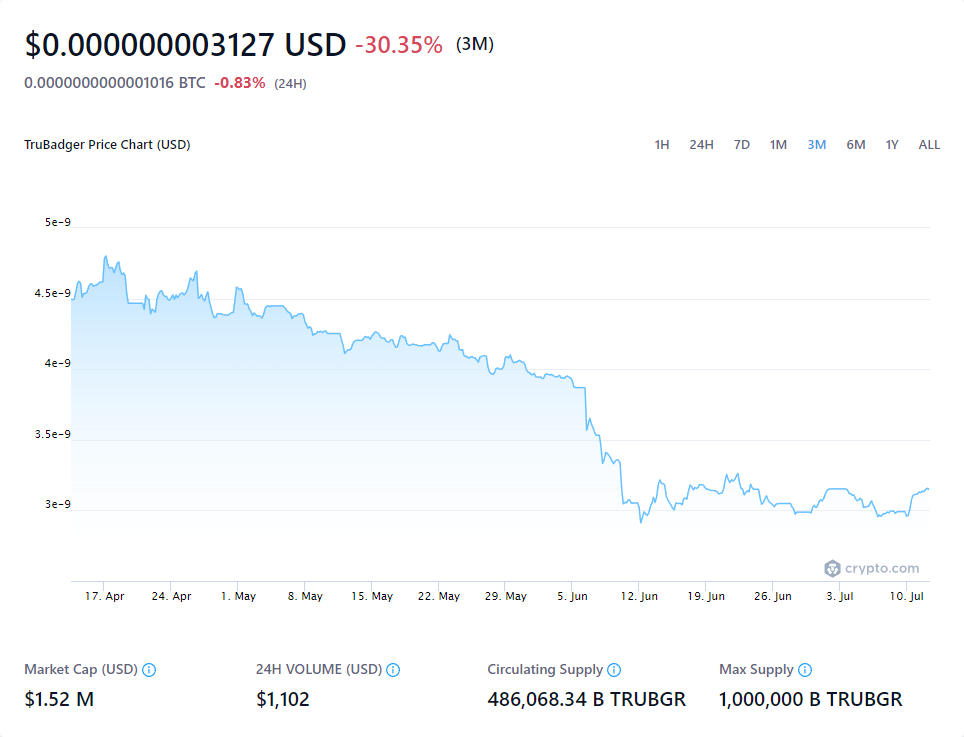 $0.000000003127 USD -30.35% (3M)
0.0000000000001016 BTC -0.83% (24H)
TruBadger Price Chart (USD) 1H 24H 7D 1M 3M 6M 1Y ALL
5e-9
4.5e-9
4e-9
3.5e-9
3e-9
crypto.com
17. Apr 24. Apr 1. May 8. May 15. May 22. May 29. May 5. Jun 12. Jun 19. Jun 26. Jun 3. Jul 10. Jul
Market Cap (USD) 24H VOLUME (USD) Circulating Supply Max Supply
$1.52 M $1,102 486,068.34 B TRUBGR 1,000,000 B TRUBGR